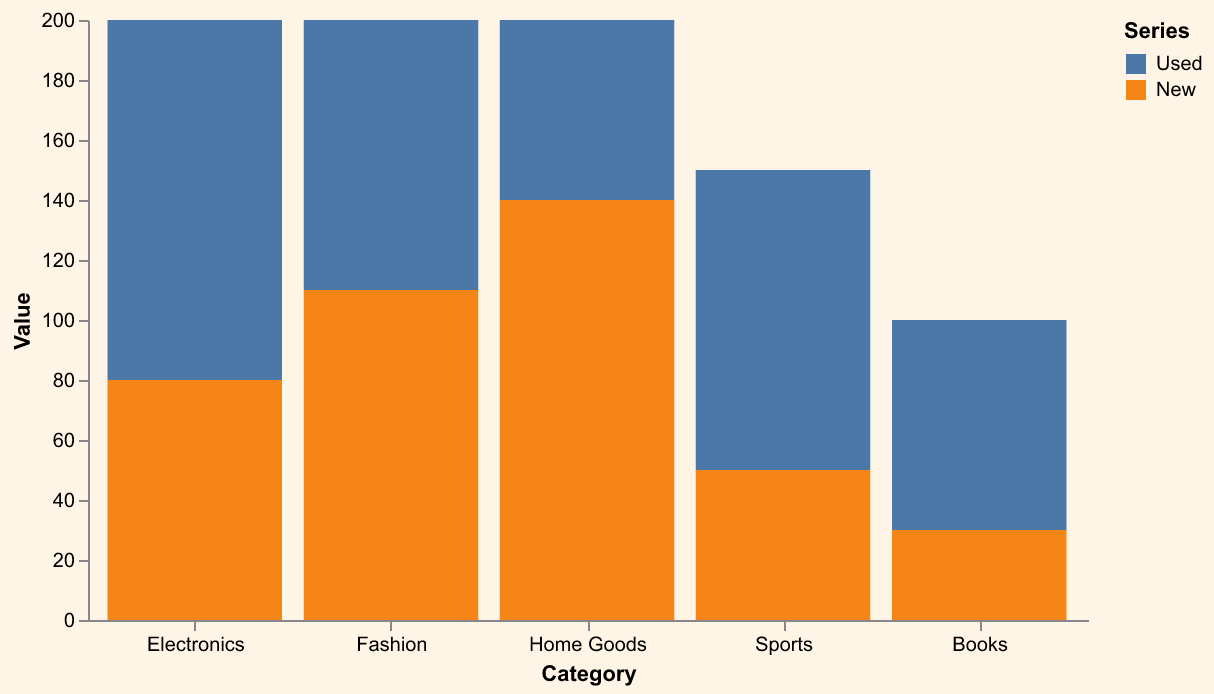 Series
Used
New
Value
200
180
160
140
120
100
80
60
40
20
0
Electronics
Fashion
Home Goods
Sports
Books
Category